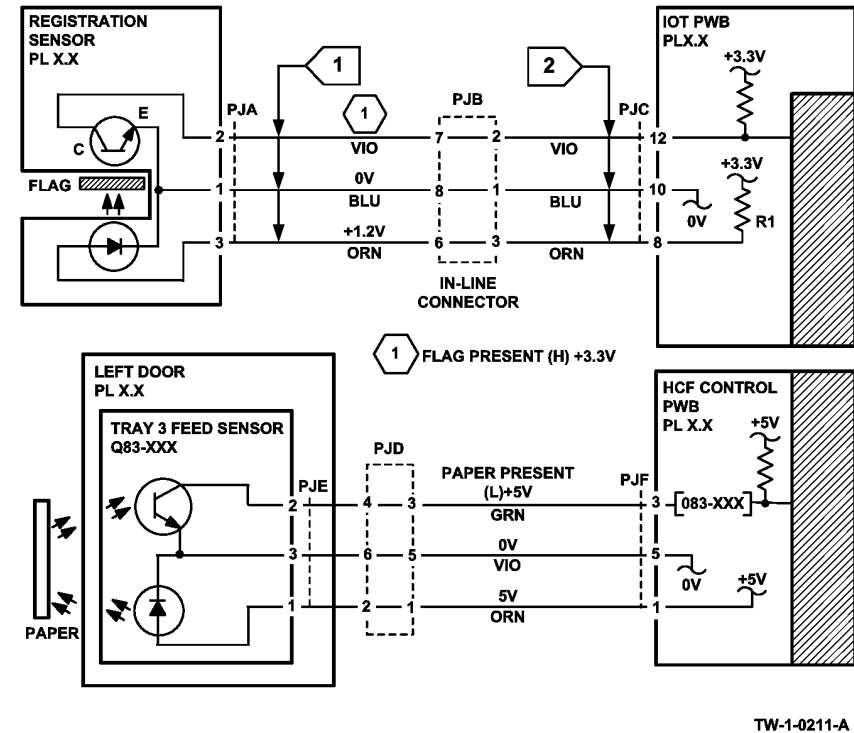 REGISTRATION
SENSOR
PL X.X
IOT PWB
PLX.X
+3.3V
1
2
E
C
PJA
1
PJB
PJC
2
VIO
7
2
VIO
12
+3.3V
FLAG
1
0V
BLU
8
1
BLU
10
0V
R1
3
+1.2V
ORN
6
3
ORN
8
IN-LINE
CONNECTOR
1
FLAG PRESENT (H) +3.3V
LEFT DOOR
PL X.X
HCF CONTROL
PWB
PL X.X
+5V
TRAY 3 FEED SENSOR
Q83-XXX
PJD
PJE
PAPER PRESENT
(L)+5V
PJF
2
4
3
GRN
3
083-XXX
3
6
5
0V
VIO
5
0V
+5V
1
2
1
5V
ORN
1
PAPER
TW-1-0211-A